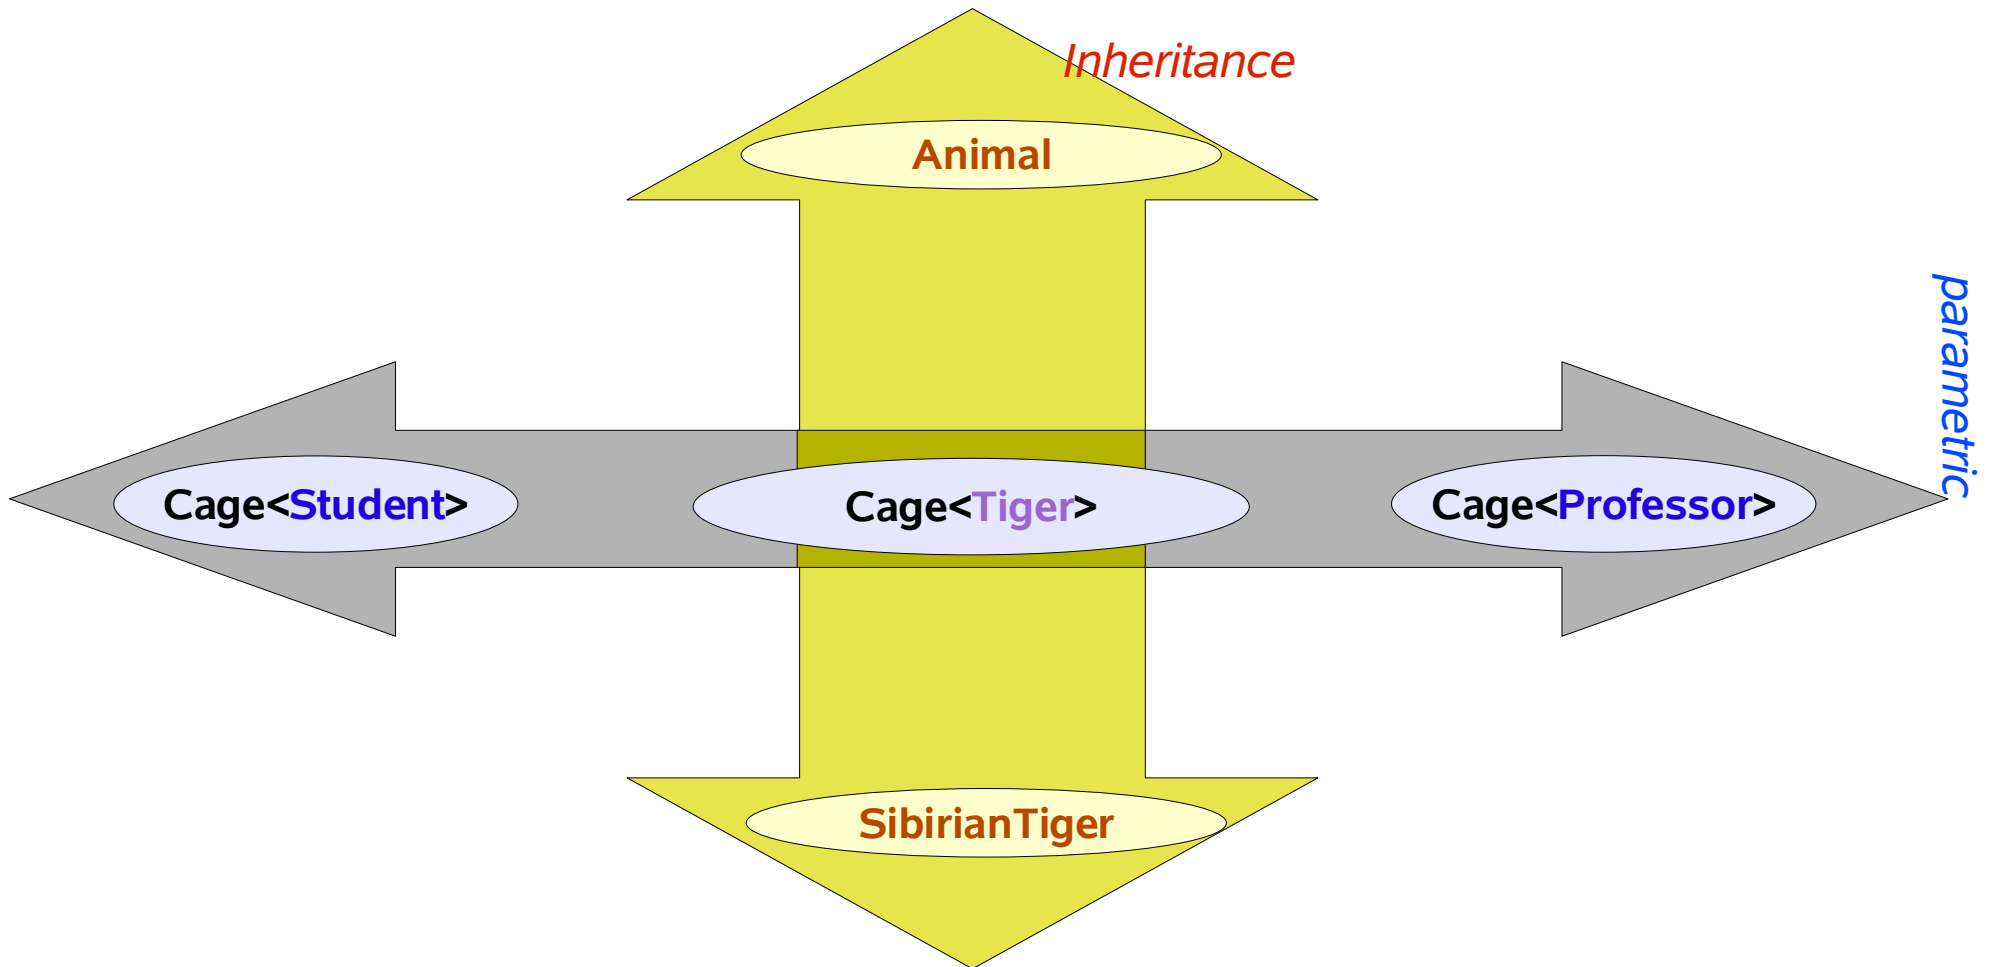 Inheritance
Animal
parametric
Cage<Student>
Cage<Tiger>
Cage<Professor>
SibirianTiger